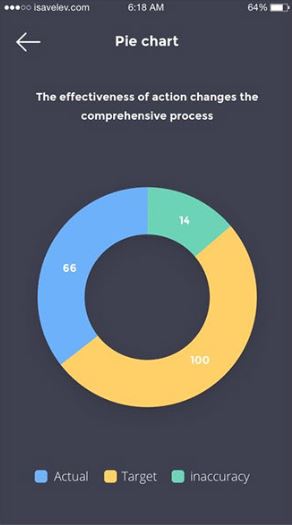 isavelev.com 6:18 AM 64%
Pie chart
The effectiveness of action changes the
comprehensive process
14
66
100
Actual Target inaccuracy